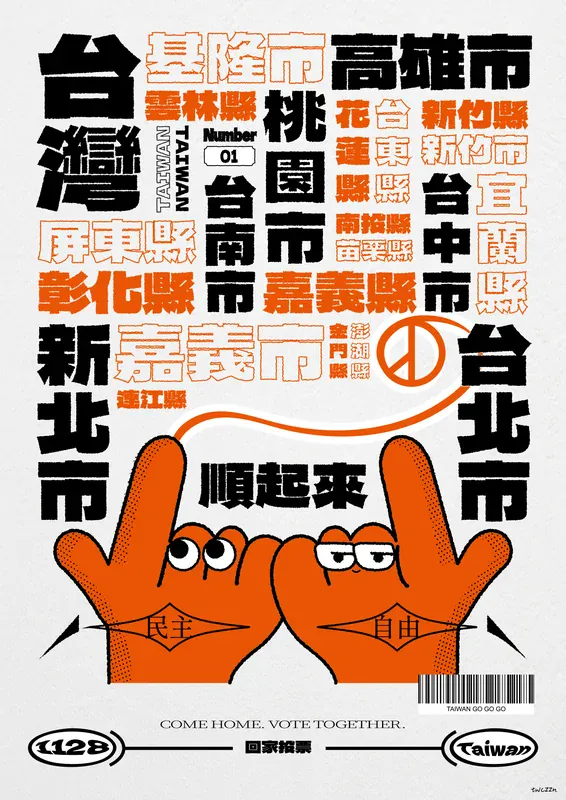 台灣
基隆市
高雄市
雲林縣
TAIWAN
TAIWAN
Number
01
台南市
桃園市
花蓮縣
台東縣
新竹縣
新竹市
南投縣
苗栗縣
台中市
宜蘭縣
屏東縣
彰化縣
嘉義縣
新北市
嘉義市
金門縣
澎湖縣
連江縣
台北市
順起來
民主
自由
TAIWAN GO GO GO
COME HOME. VOTE TOGETHER.
1128
回家投票
Taiwan
twczzn